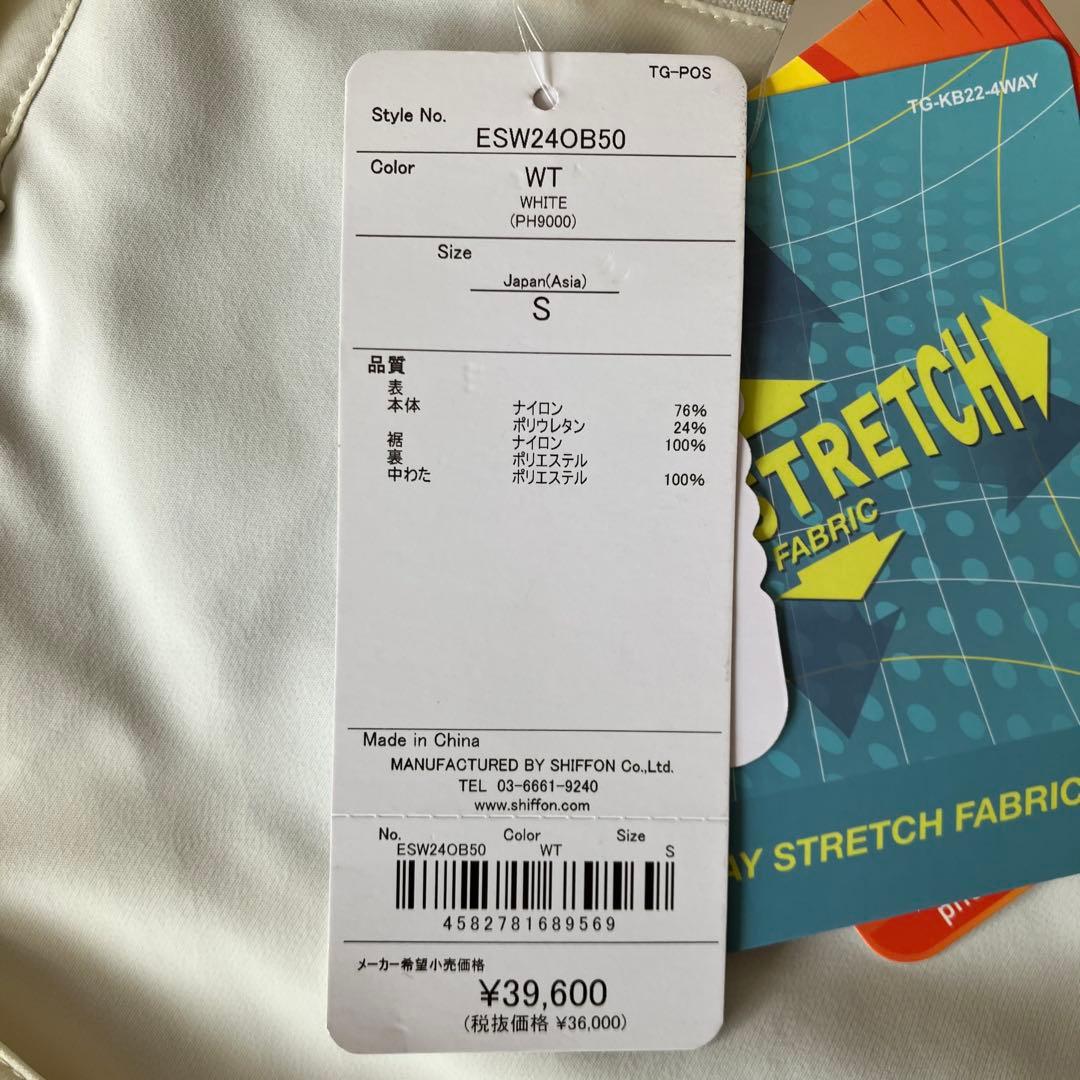 TG-POS
Style No.
ESW24OB50
Color
WT
WHITE
(PH9000)
Size
Japan(Asia)
S
品質
表
本体 ナイロン 76%
ポリウレタン 24%
裾 ナイロン 100%
裏 ポリエステル
中わた ポリエステル 100%
Made in China
MANUFACTURED BY SHIFFON Co.,Ltd.
TEL 03-6661-9240
www.shiffon.com
No. Color Size
ESW24OB50 WT S
4582781689569
メーカー希望小売価格
¥39,600
(税抜価格 ¥36,000)
TG-KB22-4WAY
STRETCH
FABRIC
AY STRETCH FABRIC